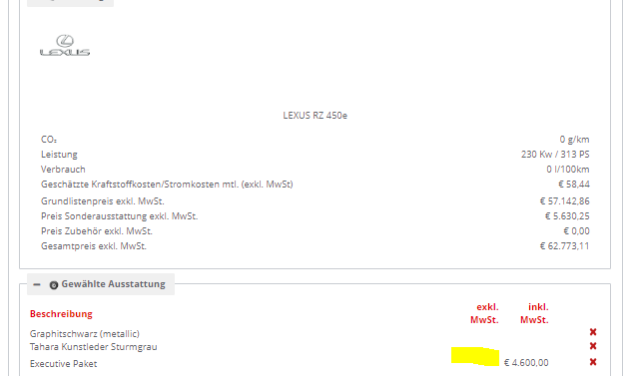 LEXUS
LEXUS RZ 450e
CO₂ 0 g/km
Leistung 230 Kw / 313 PS
Verbrauch 0 l/100km
Geschätzte Kraftstoffkosten/Stromkosten mtl. (exkl. MwSt) € 58,44
Grundlistenpreis exkl. MwSt. € 57.142,86
Preis Sonderausstattung exkl. MwSt. € 5.630,25
Preis Zubehör exkl. MwSt. € 0,00
Gesamtpreis exkl. MwSt. € 62.773,11
Gewählte Ausstattung
Beschreibung exkl. MwSt. inkl. MwSt.
Graphitschwarz (metallic)
Tahara Kunstleder Sturmgrau
Executive Paket € 4.600,00